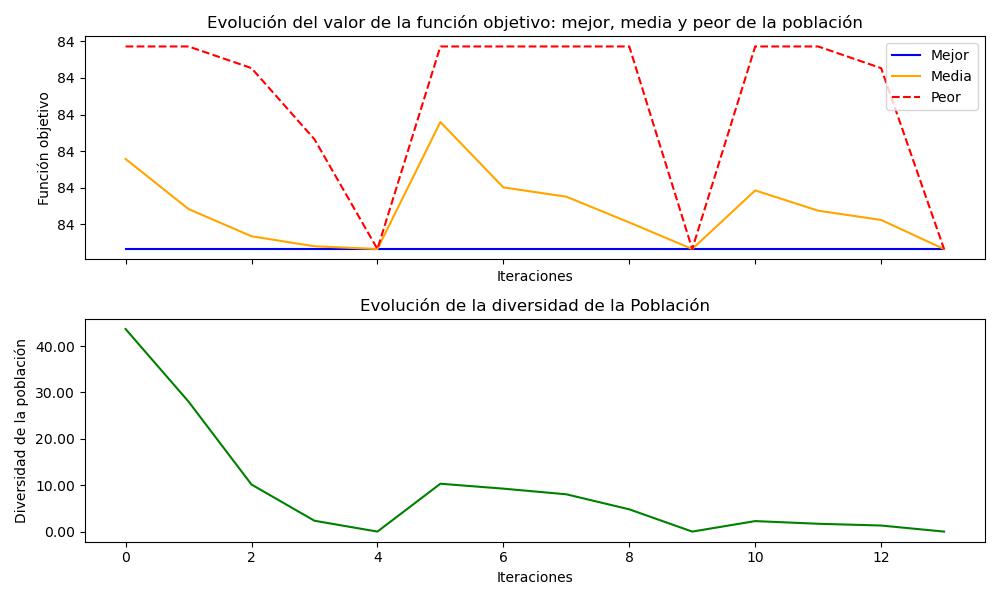 Evolución del valor de la función objetivo: mejor, media y peor de la población
84
84
84
84
84
84
Función objetivo
Mejor
Media
Peor
Iteraciones
Evolución de la diversidad de la Población
40.00
30.00
20.00
10.00
0.00
Diversidad de la población
0 2 4 6 8 10 12
Iteraciones